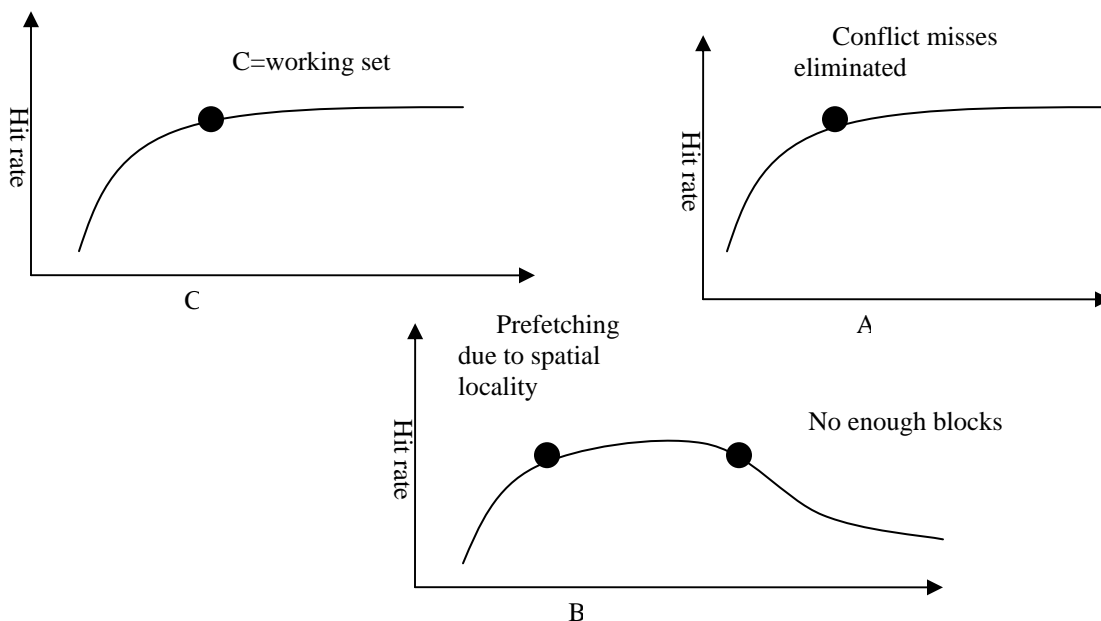 C=working set
Hit rate
C
Conflict misses
eliminated
Hit rate
A
Prefetching
due to spatial
locality
Hit rate
No enough blocks
B